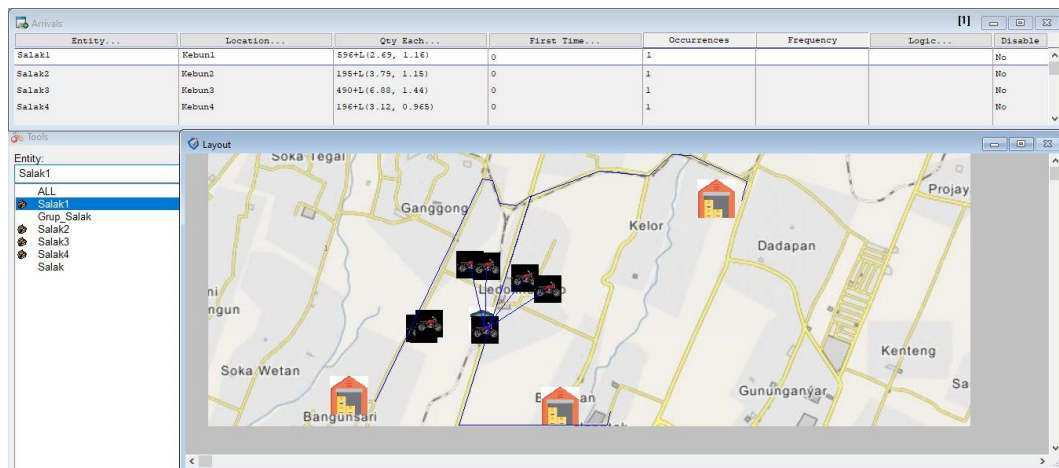 Arrivals [1]
Entity... Location... Qty Each... First Time... Occurrences Frequency Logic... Disable
Salak1 Kebun1 596+L(2.69, 1.16) 0 1 No
Salak2 Kebun2 195+L(3.79, 1.15) 0 1 No
Salak3 Kebun3 490+L(6.88, 1.44) 0 1 No
Salak4 Kebun4 196+L(3.12, 0.965) 0 1 No
Tools
Entity:
Salak1
ALL
Salak1
Grup_Salak
Salak2
Salak3
Salak4
Salak
Layout
Soka Tegal
Ganggong
Kelor
Projay
Dadapan
ni
ngun
Kenteng
Soka Wetan
Gununganyar
Sa
Bangunsari